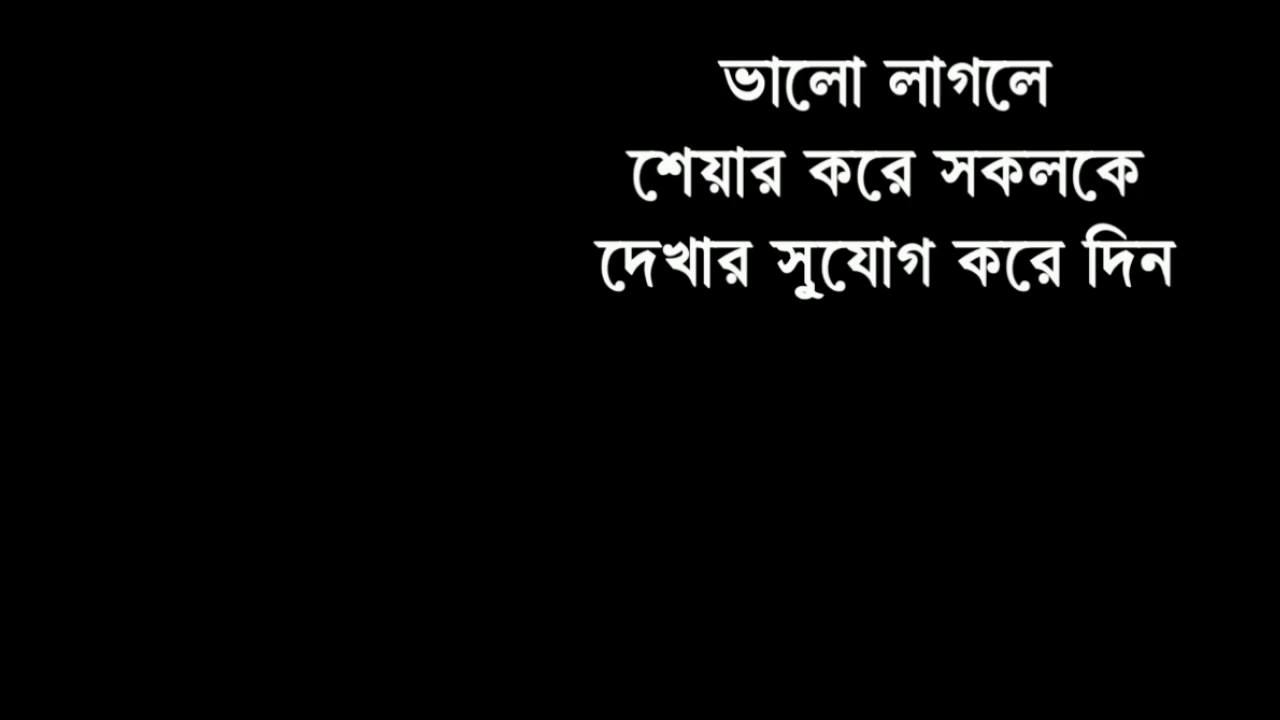 ভালো লাগলে
শেয়ার করে সকলকে
দেখার সুযোগ করে দিন